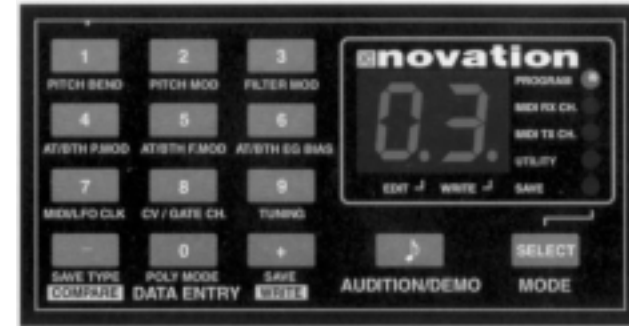 1 2 3
PITCH BEND PITCH MOD FILTER MOD
4 5 6
AT/BTH P.MOD AT/BTH F.MOD AT/BTH EG BIAS
7 8 9
MIDI/LFO CLK CV / GATE CH. TUNING
- 0 +
SAVE TYPE POLY MODE SAVE
COMPARE DATA ENTRY WRITE
novation
0.3.
PROGRAM
MIDI RX CH.
MIDI TX CH.
UTILITY
EDIT WRITE SAVE
SELECT
AUDITION/DEMO MODE